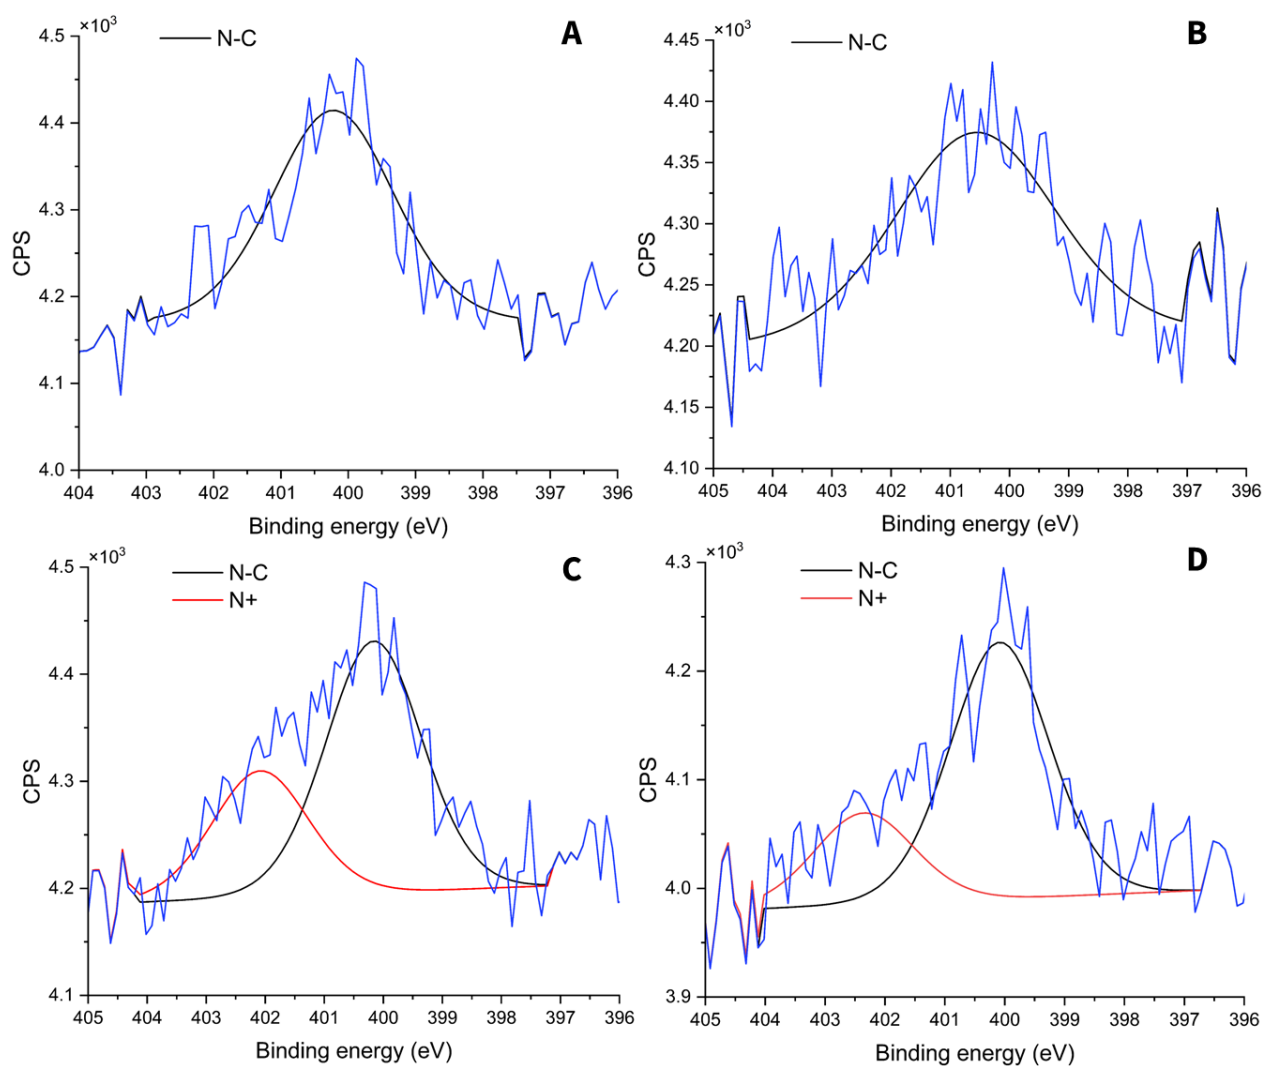 ×10³
N-C
A
4.5
4.4
4.3
4.2
4.1
4.0
CPS
404 403 402 401 400 399 398 397 396
Binding energy (eV)
×10³
N-C
B
4.45
4.40
4.35
4.30
4.25
4.20
4.15
4.10
CPS
405 404 403 402 401 400 399 398 397 396
Binding energy (eV)
×10³
N-C
N+
C
4.5
4.4
4.3
4.2
4.1
CPS
405 404 403 402 401 400 399 398 397 396
Binding energy (eV)
×10³
N-C
N+
D
4.3
4.2
4.1
4.0
3.9
CPS
405 404 403 402 401 400 399 398 397 396
Binding energy (eV)